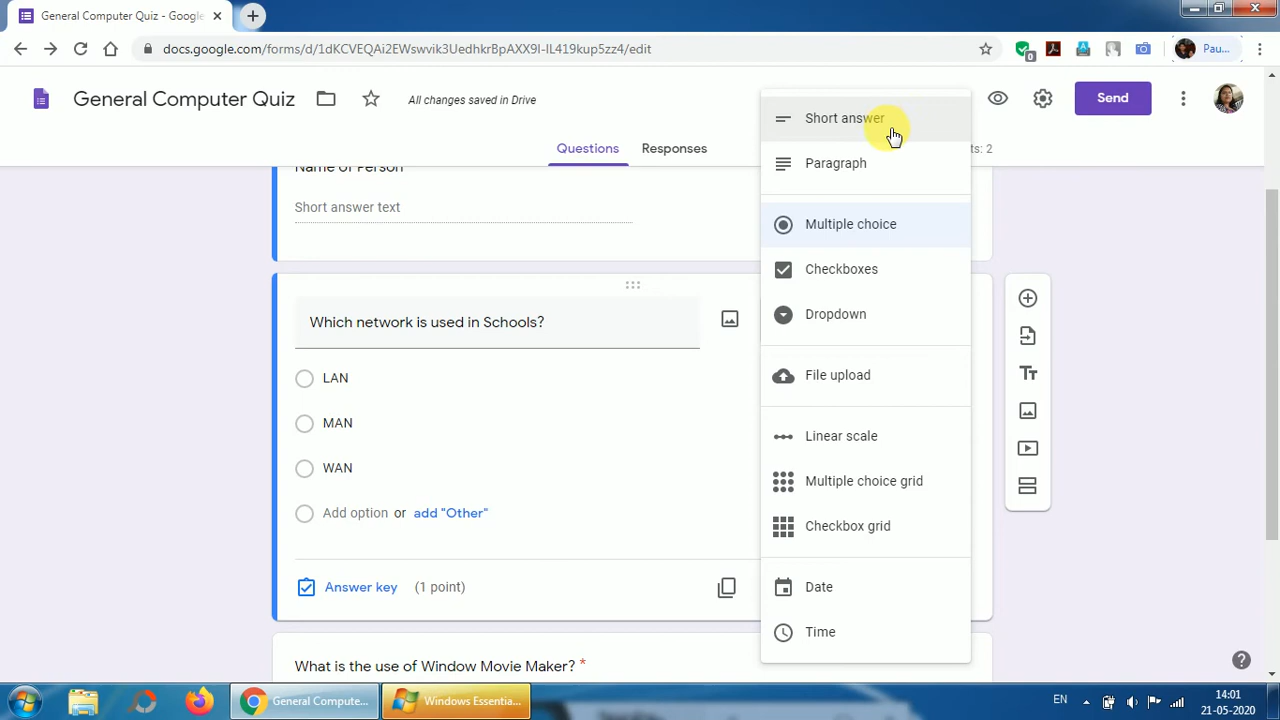 General Computer Quiz - Google
docs.google.com/forms/d/1dKCVEQAi2EWswvik3UedhkrBpAXX9I-IL419kup5zz4/edit
0
Pau...
General Computer Quiz
All changes saved in Drive
Send
Questions
Responses
ts: 2
Name of Person
Short answer text
Which network is used in Schools?
LAN
MAN
WAN
Add option or add "Other"
Answer key (1 point)
What is the use of Window Movie Maker? *
Short answer
Paragraph
Multiple choice
Checkboxes
Dropdown
File upload
Linear scale
Multiple choice grid
Checkbox grid
Date
Time
Tт
General Compute...
Windows Essentia...
EN
14:01
21-05-2020